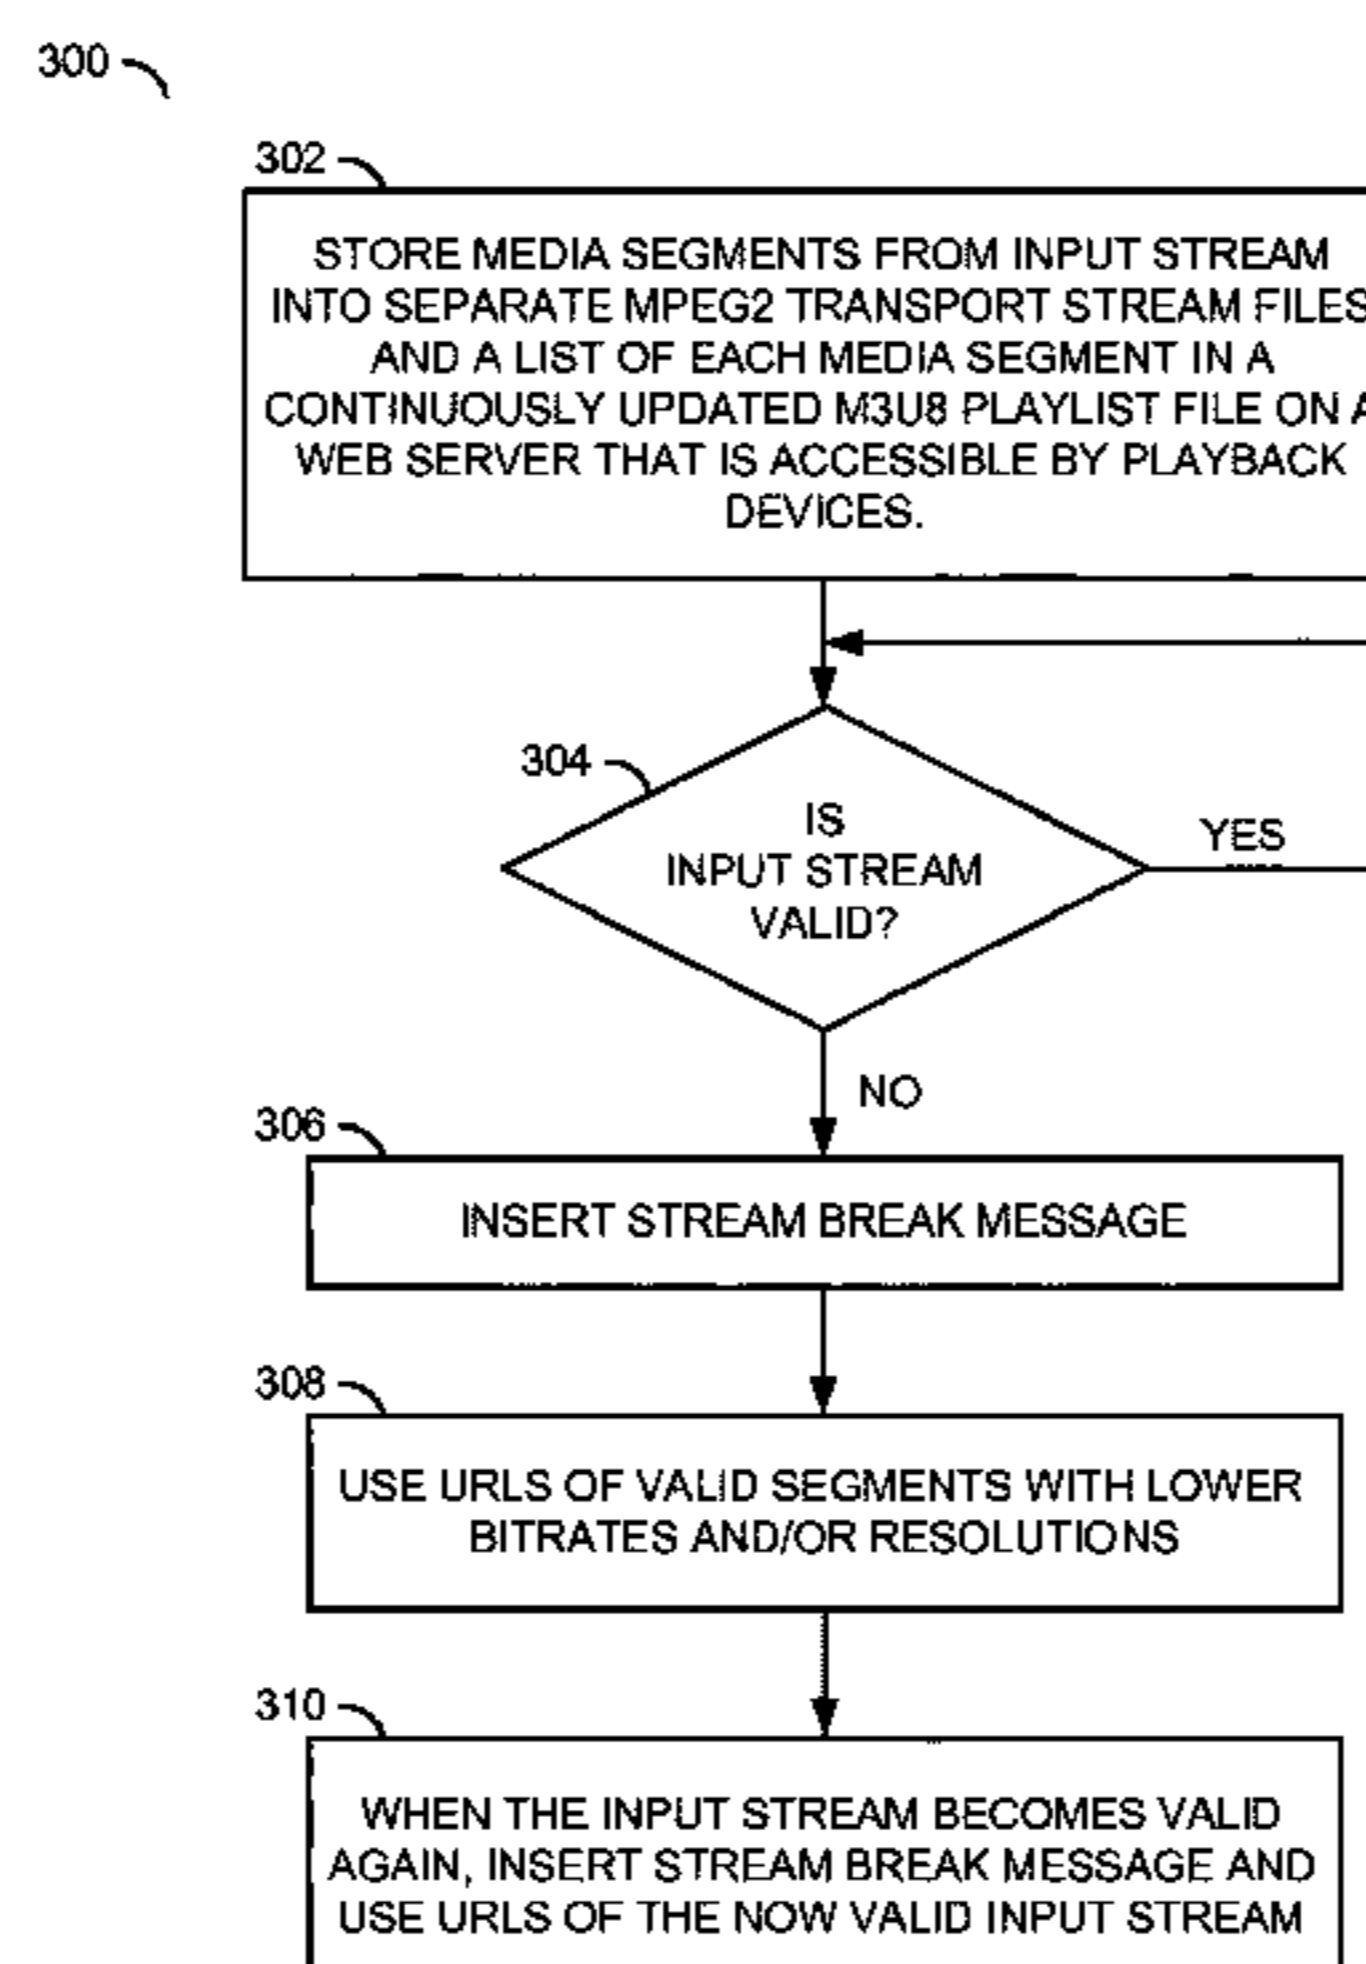 300
302
STORE MEDIA SEGMENTS FROM INPUT STREAM
INTO SEPARATE MPEG2 TRANSPORT STREAM FILES
AND A LIST OF EACH MEDIA SEGMENT IN A
CONTINUOUSLY UPDATED M3U8 PLAYLIST FILE ON A
WEB SERVER THAT IS ACCESSIBLE BY PLAYBACK
DEVICES.
304
IS
INPUT STREAM
VALID?
YES
NO
306
INSERT STREAM BREAK MESSAGE
308
USE URLS OF VALID SEGMENTS WITH LOWER
BITRATES AND/OR RESOLUTIONS
310
WHEN THE INPUT STREAM BECOMES VALID
AGAIN, INSERT STREAM BREAK MESSAGE AND
USE URLS OF THE NOW VALID INPUT STREAM